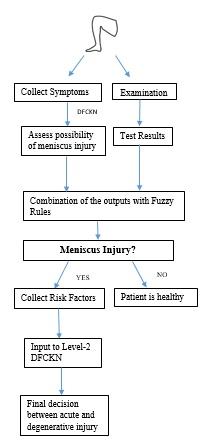 Collect Symptoms
Examination
DFCKN
Assess possibility
of meniscus injury
Test Results
Combination of the outputs with Fuzzy
Rules
Meniscus Injury?
YES
NO
Collect Risk Factors
Patient is healthy
Input to Level-2
DFCKN
Final decision
between acute and
degenerative injury